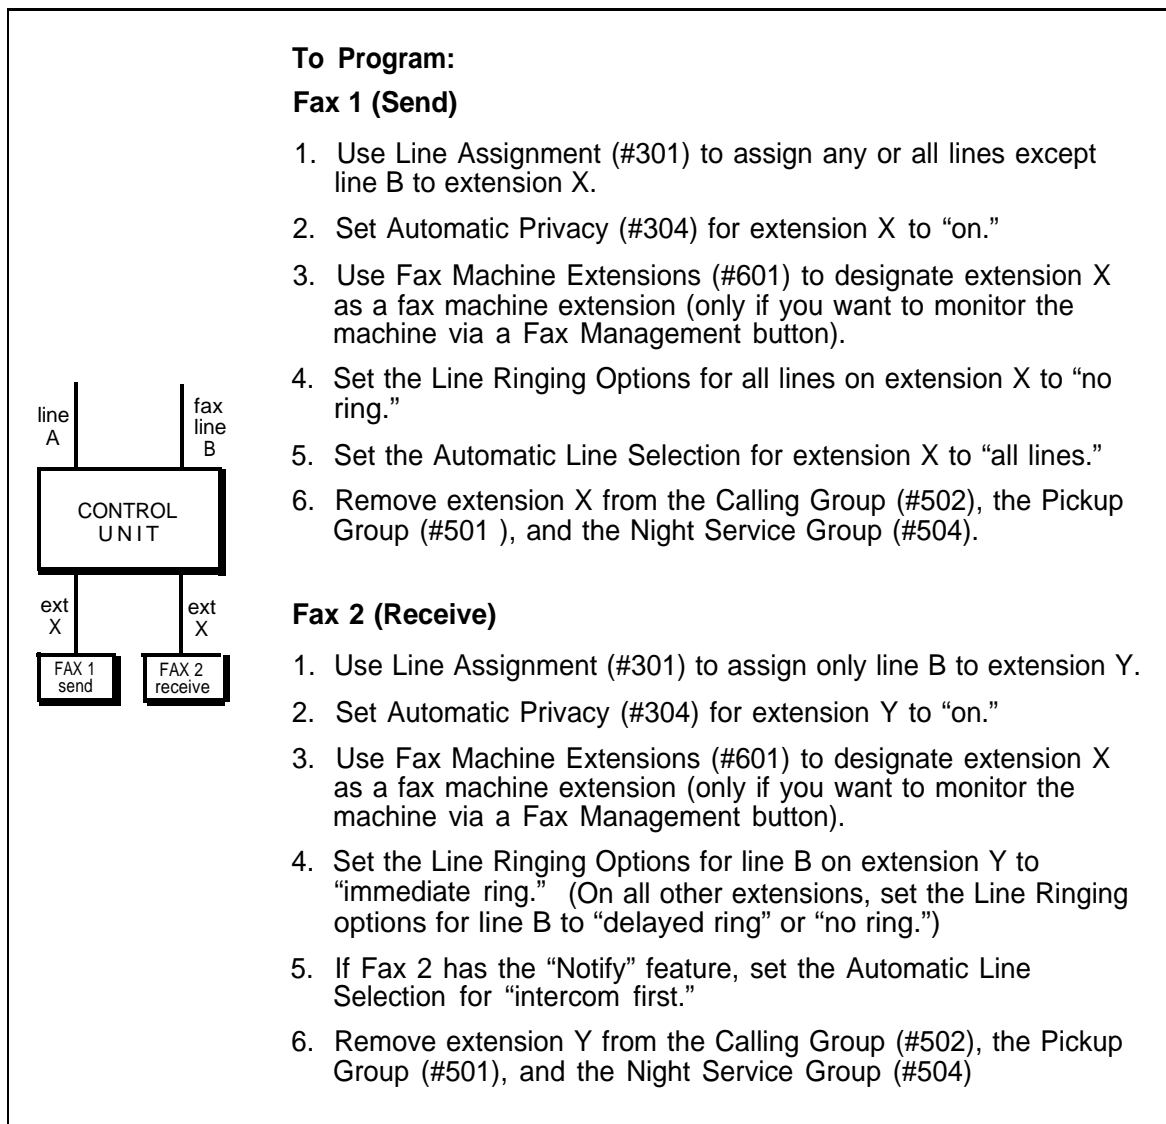 To Program:
Fax 1 (Send)
1. Use Line Assignment (#301) to assign any or all lines except
line B to extension X.
2. Set Automatic Privacy (#304) for extension X to “on.”
3. Use Fax Machine Extensions (#601) to designate extension X
as a fax machine extension (only if you want to monitor the
machine via a Fax Management button).
4. Set the Line Ringing Options for all lines on extension X to “no
ring.”
5. Set the Automatic Line Selection for extension X to “all lines.”
6. Remove extension X from the Calling Group (#502), the Pickup
Group (#501 ), and the Night Service Group (#504).
line
A
fax
line
B
CONTROL
UNIT
ext
X
ext
X
FAX 1
send
FAX 2
receive
Fax 2 (Receive)
1. Use Line Assignment (#301) to assign only line B to extension Y.
2. Set Automatic Privacy (#304) for extension Y to “on.”
3. Use Fax Machine Extensions (#601) to designate extension X
as a fax machine extension (only if you want to monitor the
machine via a Fax Management button).
4. Set the Line Ringing Options for line B on extension Y to
“immediate ring.” (On all other extensions, set the Line Ringing
options for line B to “delayed ring” or “no ring.”)
5. If Fax 2 has the “Notify” feature, set the Automatic Line
Selection for “intercom first.”
6. Remove extension Y from the Calling Group (#502), the Pickup
Group (#501), and the Night Service Group (#504)